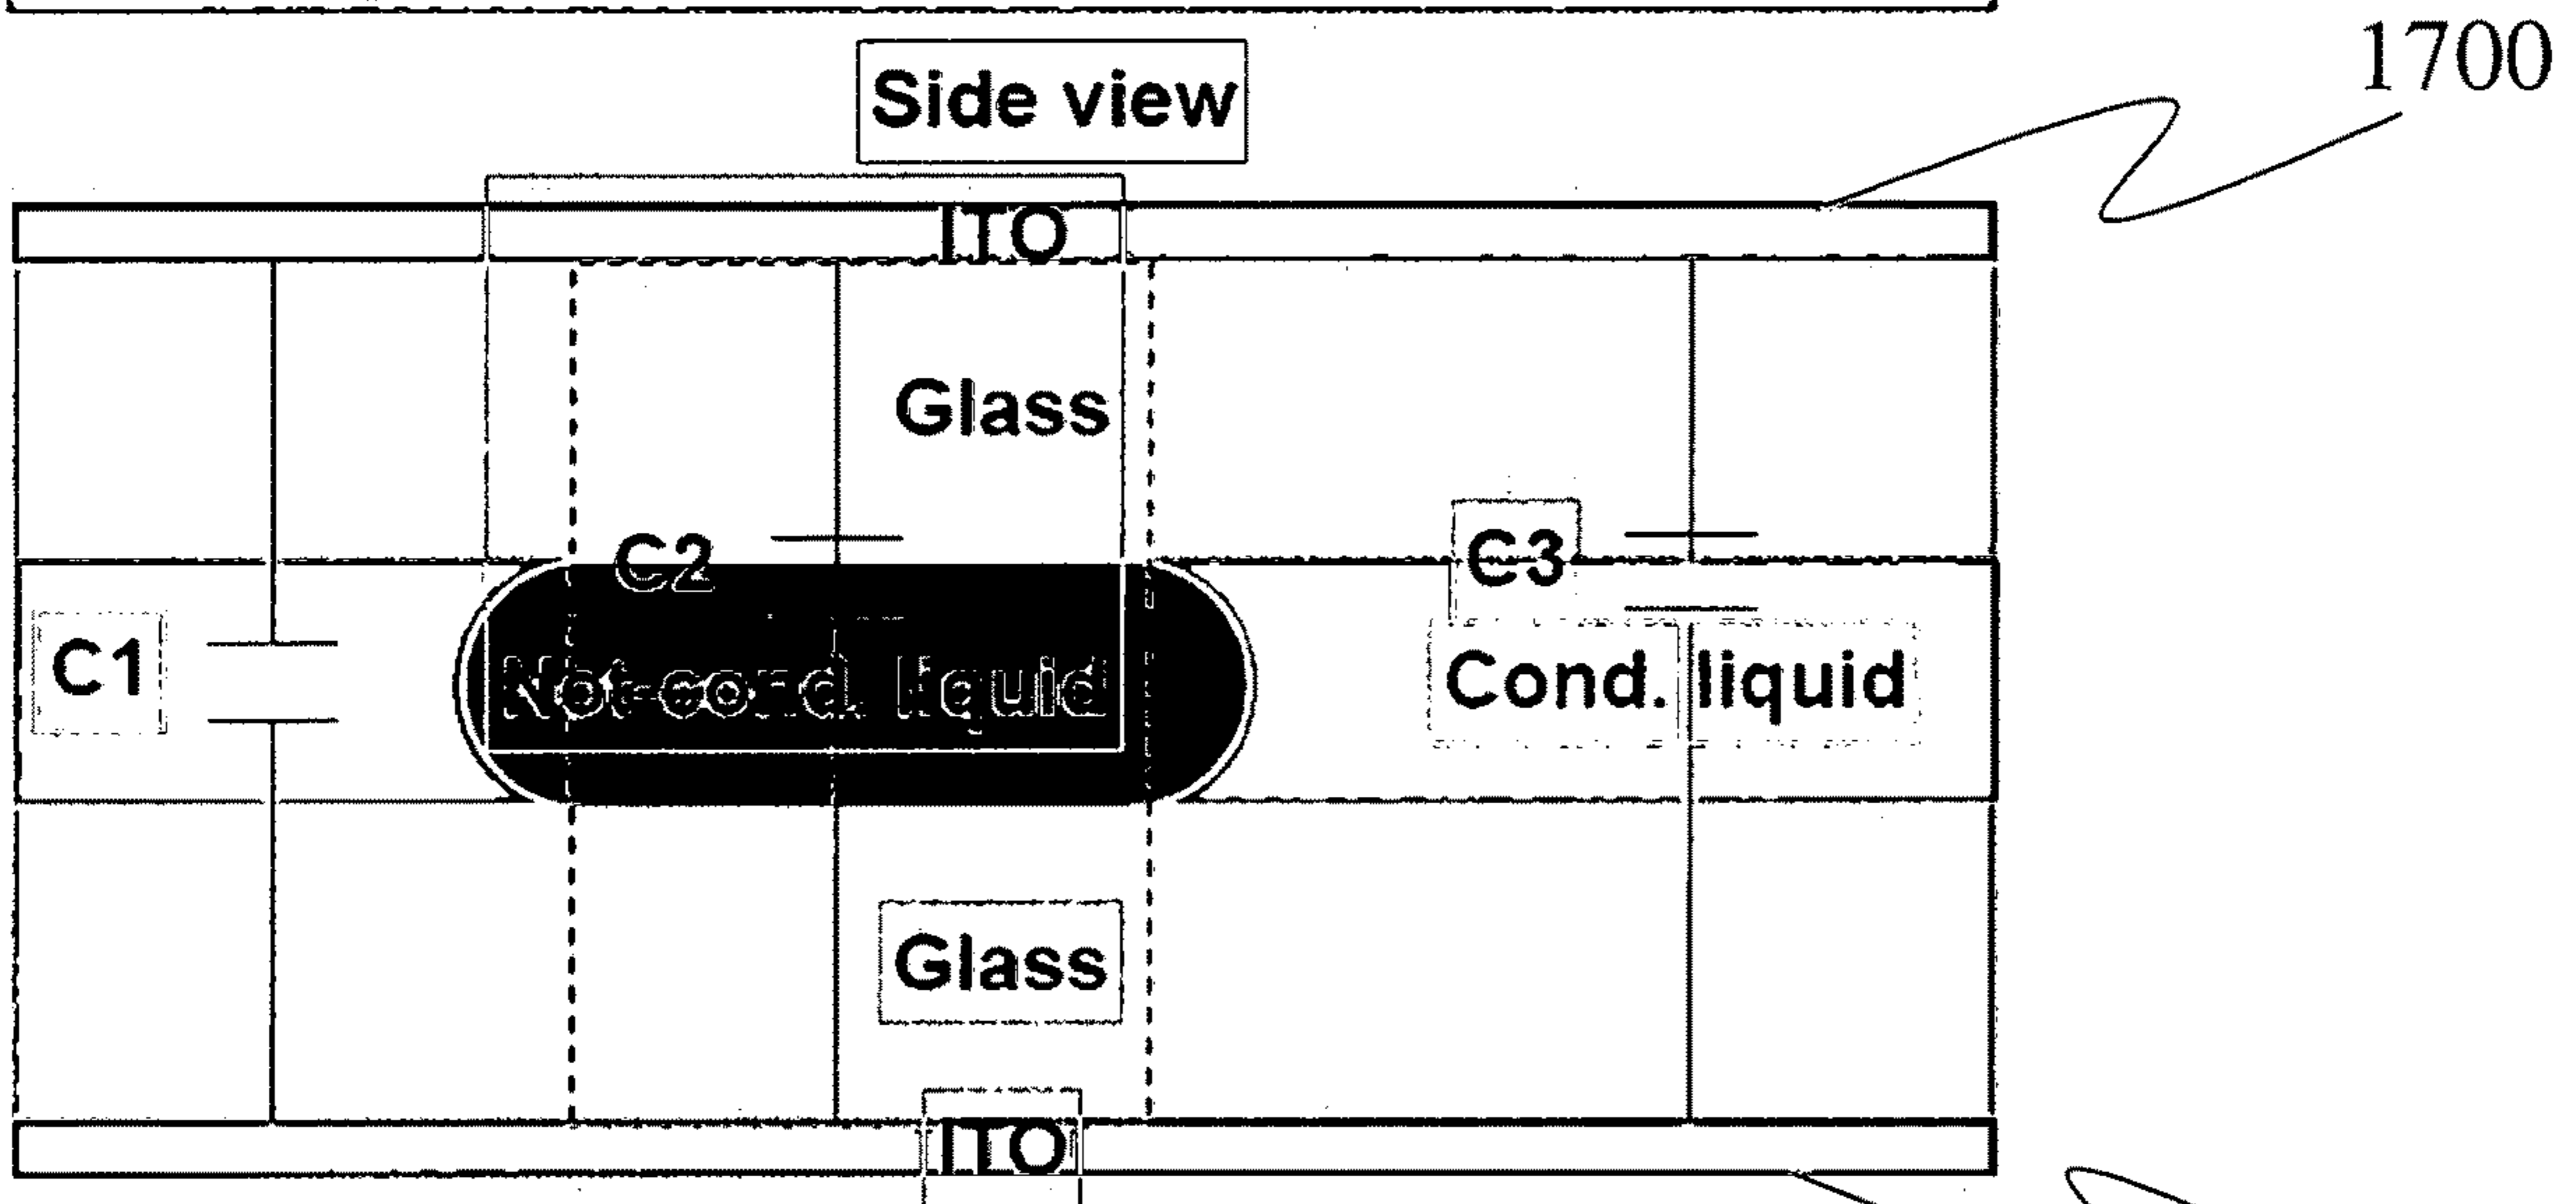 Side view
1700
ITO
Glass
C2
C3
C1
Not-cond. liquid
Cond. liquid
Glass
ITO